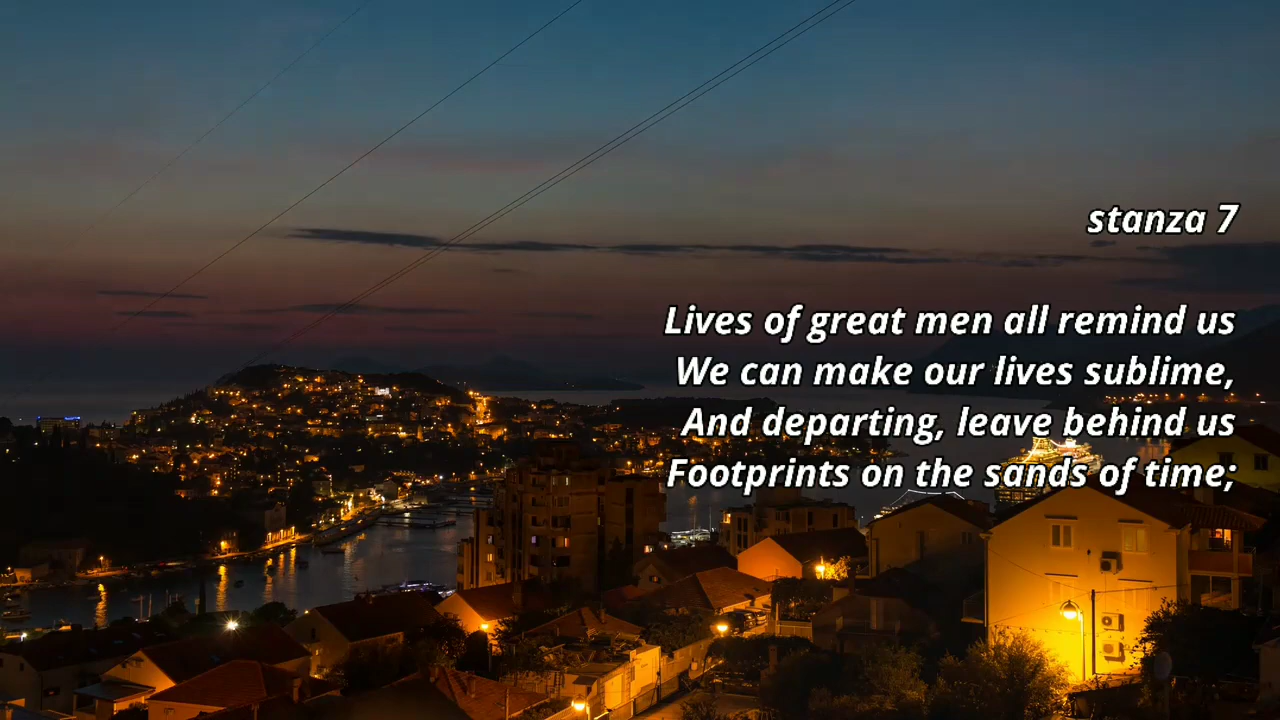 stanza 7
Lives of great men all remind us
We can make our lives sublime,
And departing, leave behind us
Footprints on the sands of time;